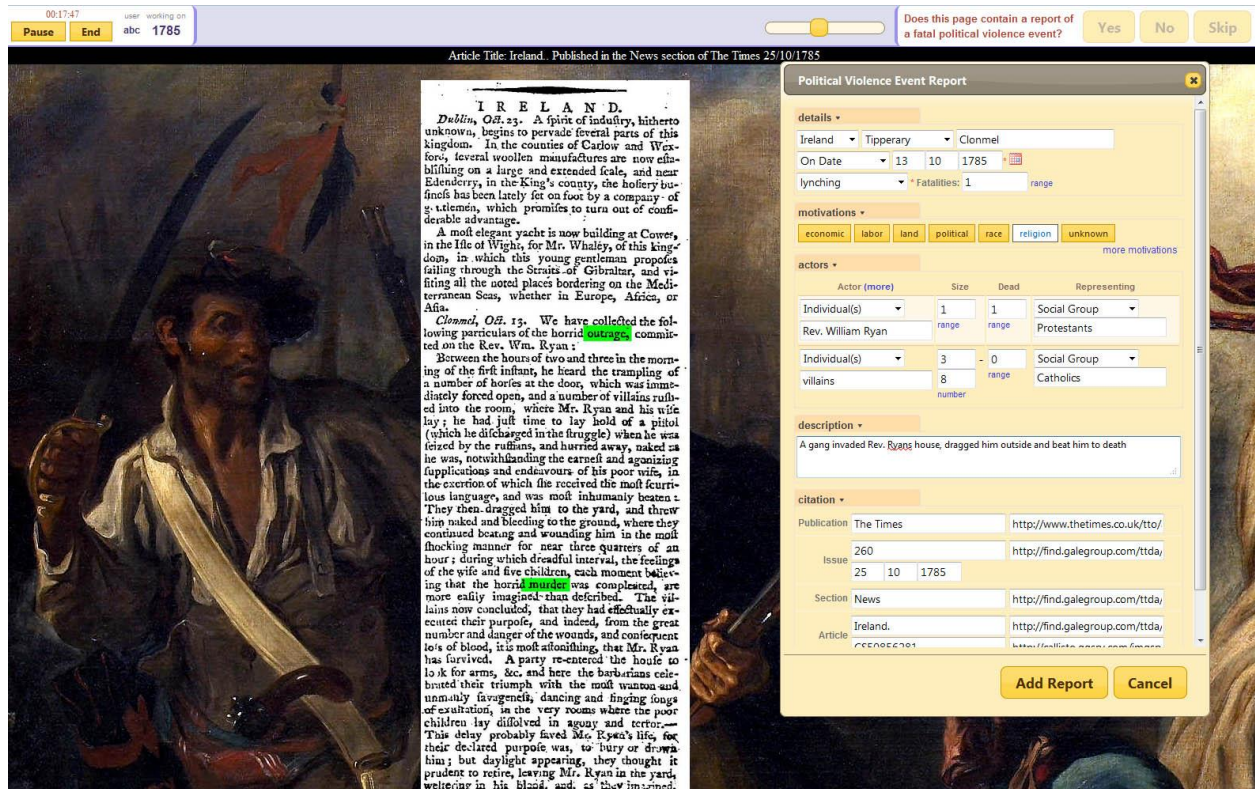 00:17:47
user working on
Pause End abc 1785
Does this page contain a report of
a fatal political violence event?
Yes No Skip
Article Title: Ireland.. Published in the News section of The Times 25/10/1785
IRELAND.
Dublin, Oct. 23. A ſpirit of induſtry, hitherto
unknown, begins to pervade ſeveral parts of this
kingdom. In the counties of Carlow and Wex-
ford, ſeveral woollen manufactures are now eſta-
bliſhing on a large and extended ſcale, and near
Edenderry, in the King's county, the hoſiery bu-
ſineſs has been lately ſet on foot by a company of
gentlemen, which promiſes to turn out of conſi-
derable advantage.
A moſt elegant yacht is now building at Cowes,
in the Iſle of Wight, for Mr. Whaley, of this king-
dom, in which this young gentleman propoſes
ſailing through the Straits of Gibraltar, and vi-
ſiting all the noted places bordering on the Medi-
terranean Seas, whether in Europe, Africa, or
Aſia.
Clonmel, Oct. 13. We have collected the fol-
lowing particulars of the horrid outrage, commit-
ted on the Rev. Wm. Ryan:
Between the hours of two and three in the morn-
ing of the firſt inſtant, he heard the trampling of
a number of horſes at the door, which was imme-
diately forced open, and a number of villains ruſh-
ed into the room, where Mr. Ryan and his wife
lay; he had juſt time to lay hold of a piſtol
(which he diſcharged in the ſtruggle) when he was
ſeized by the ruffians, and hurried away, naked as
he was, notwithſtanding the earneſt and agonizing
ſupplications and endeavours of his poor wife, in
the exertion of which ſhe received the moſt ſcurri-
lous language, and was moſt inhumanly beaten:
They then dragged him to the yard, and threw
him naked and bleeding to the ground, where they
continued beating and wounding him in the moſt
ſhocking manner for near three quarters of an
hour; during which dreadful interval, the feelings
of the wife and five children, each moment believ-
ing that the horrid murder was compleated, are
more eaſily imagined than deſcribed. The vil-
lains now concluded, that they had effectually ex-
ecuted their purpoſe, and indeed, from the great
number and danger of the wounds, and conſequent
loſs of blood, it is moſt aſtoniſhing, that Mr. Ryan
has ſurvived. A party re-entered the houſe to
look for arms, &c. and here the barbarians cele-
brated their triumph with the moſt wanton and
unmanly ſavageneſs, dancing and ſinging ſongs
of exultation, in the very rooms where the poor
children lay diſſolved in agony and terror.—
This delay probably ſaved Mr. Ryan's life, for
their declared purpoſe was, to bury or drown
him; but daylight appearing, they thought it
prudent to retire, leaving Mr. Ryan in the yard,
weltering in his blood, and, as they imagined,
Political Violence Event Report
details
Ireland Tipperary Clonmel
On Date 13 10 1785 *
lynching * Fatalities: 1 range
motivations
economic labor land political race religion unknown
more motivations
actors
Actor (more) Size Dead Representing
Individual(s) 1 1 Social Group
Rev. William Ryan range range Protestants
Individual(s) 3 - 0 Social Group
villains 8 range Catholics
number
description
A gang invaded Rev. Ryans house, dragged him outside and beat him to death
citation
Publication The Times http://www.thetimes.co.uk/tto/
Issue 260 http://find.galegroup.com/ttda/
25 10 1785
Section News http://find.galegroup.com/ttda/
Article Ireland. http://find.galegroup.com/ttda/
Add Report Cancel